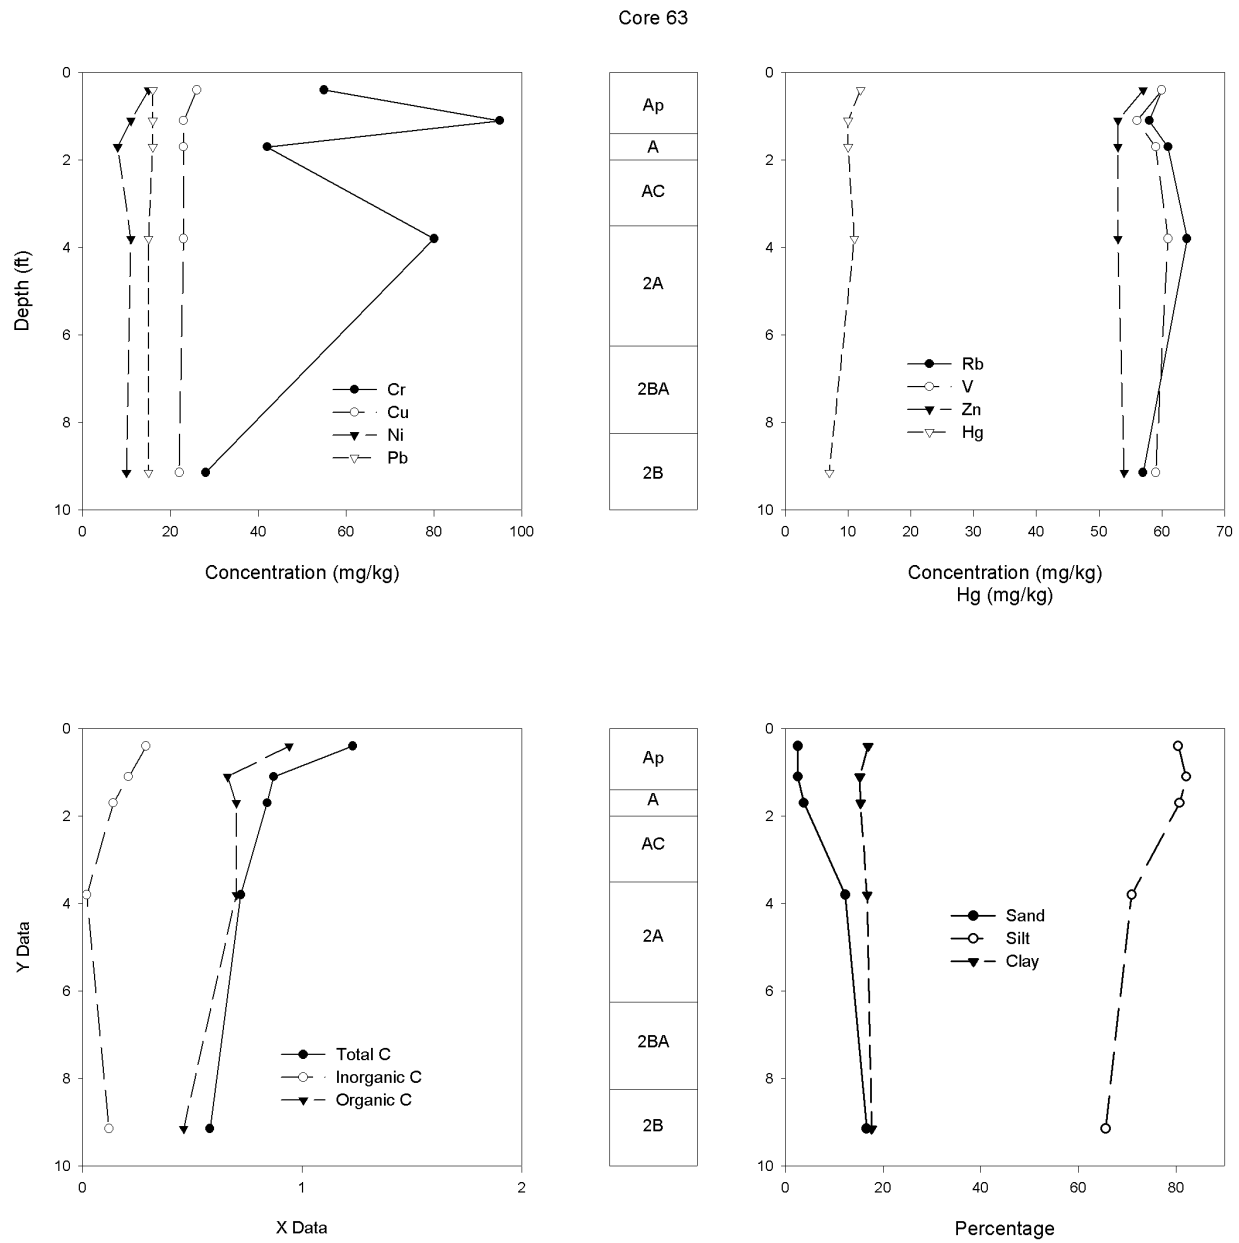 Core 63
0
2
4
6
8
10
Depth (ft)
0 20 40 60 80 100
Concentration (mg/kg)
Cr
Cu
Ni
Pb
Ap
A
AC
2A
2BA
2B
0
2
4
6
8
10
0 10 20 30 40 50 60 70
Concentration (mg/kg)
Hg (mg/kg)
Rb
V
Zn
Hg
0
2
4
6
8
10
Y Data
0 1 2
X Data
Total C
Inorganic C
Organic C
Ap
A
AC
2A
2BA
2B
0
2
4
6
8
10
0 20 40 60 80
Percentage
Sand
Silt
Clay